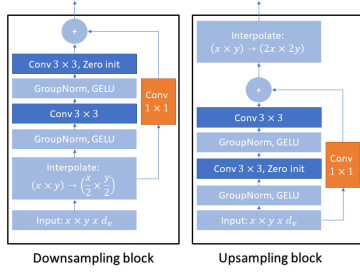 +
Conv 3 × 3, Zero init
GroupNorm, GELU
Conv 3 × 3
GroupNorm, GELU
Interpolate:
(x × y) → (x/2 × y/2)
Input: x × y x d_v
Conv
1 × 1
Downsampling block
Interpolate:
(x × y) → (2x × 2y)
+
Conv 3 × 3
GroupNorm, GELU
Conv 3 × 3, Zero init
GroupNorm, GELU
Input: x × y x d_v
Conv
1 × 1
Upsampling block